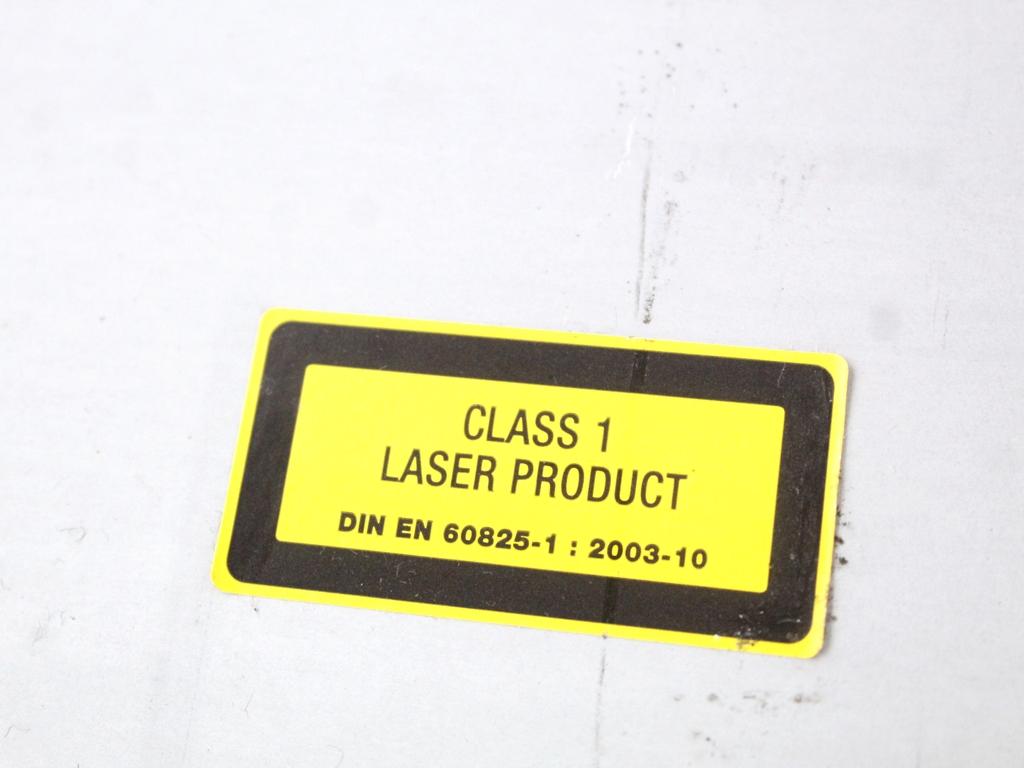 CLASS 1
LASER PRODUCT
DIN EN 60825-1 : 2003-10